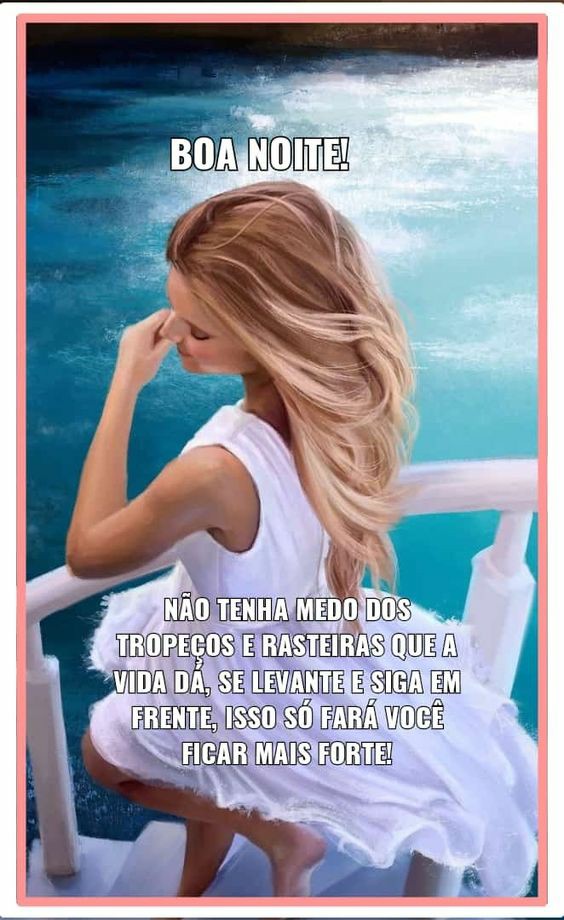 BOA NOITE!
NÃO TENHA MEDO DOS
TROPEÇOS E RASTEIRAS QUE A
VIDA DÁ, SE LEVANTE E SIGA EM
FRENTE, ISSO SÓ FARÁ VOCÊ
FICAR MAIS FORTE!